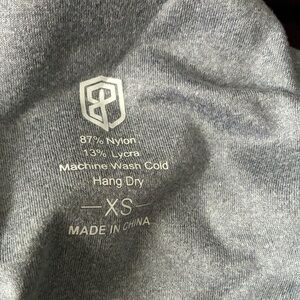 87% Nylon
13% Lycra
Machine Wash Cold
Hang Dry
XS
MADE IN CHINA